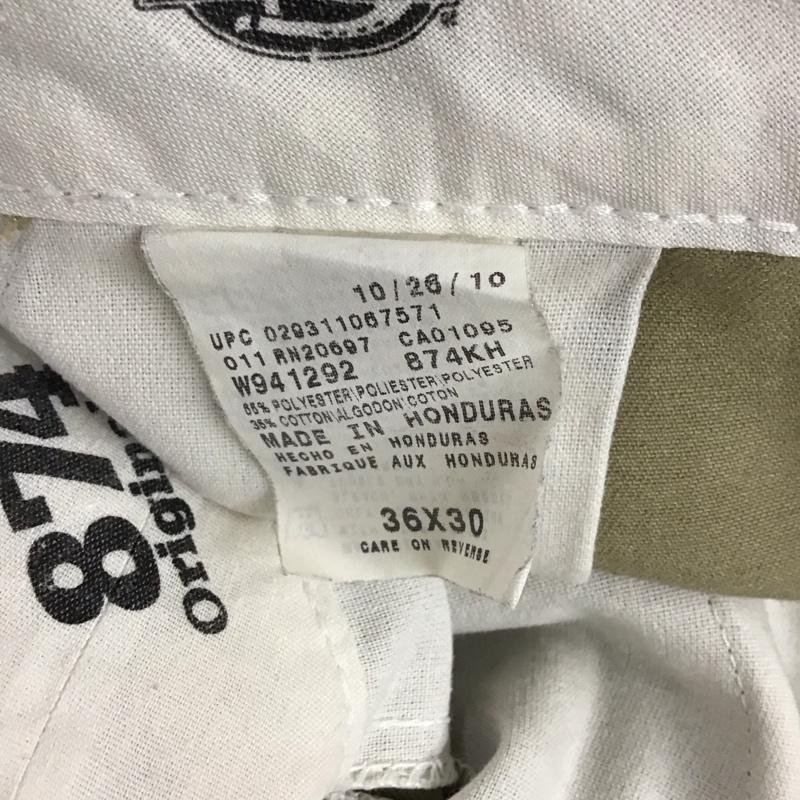 10/26/10
UPC 029311067571
011 RN20697 CA01095
W941292 874KH
65% POLYESTER\POLIESTER\POLYESTER
35% COTTON\ALGODON\COTON
MADE IN HONDURAS
HECHO EN HONDURAS
FABRIQUE AUX HONDURAS
36X30
CARE ON REVERSE
Original
874